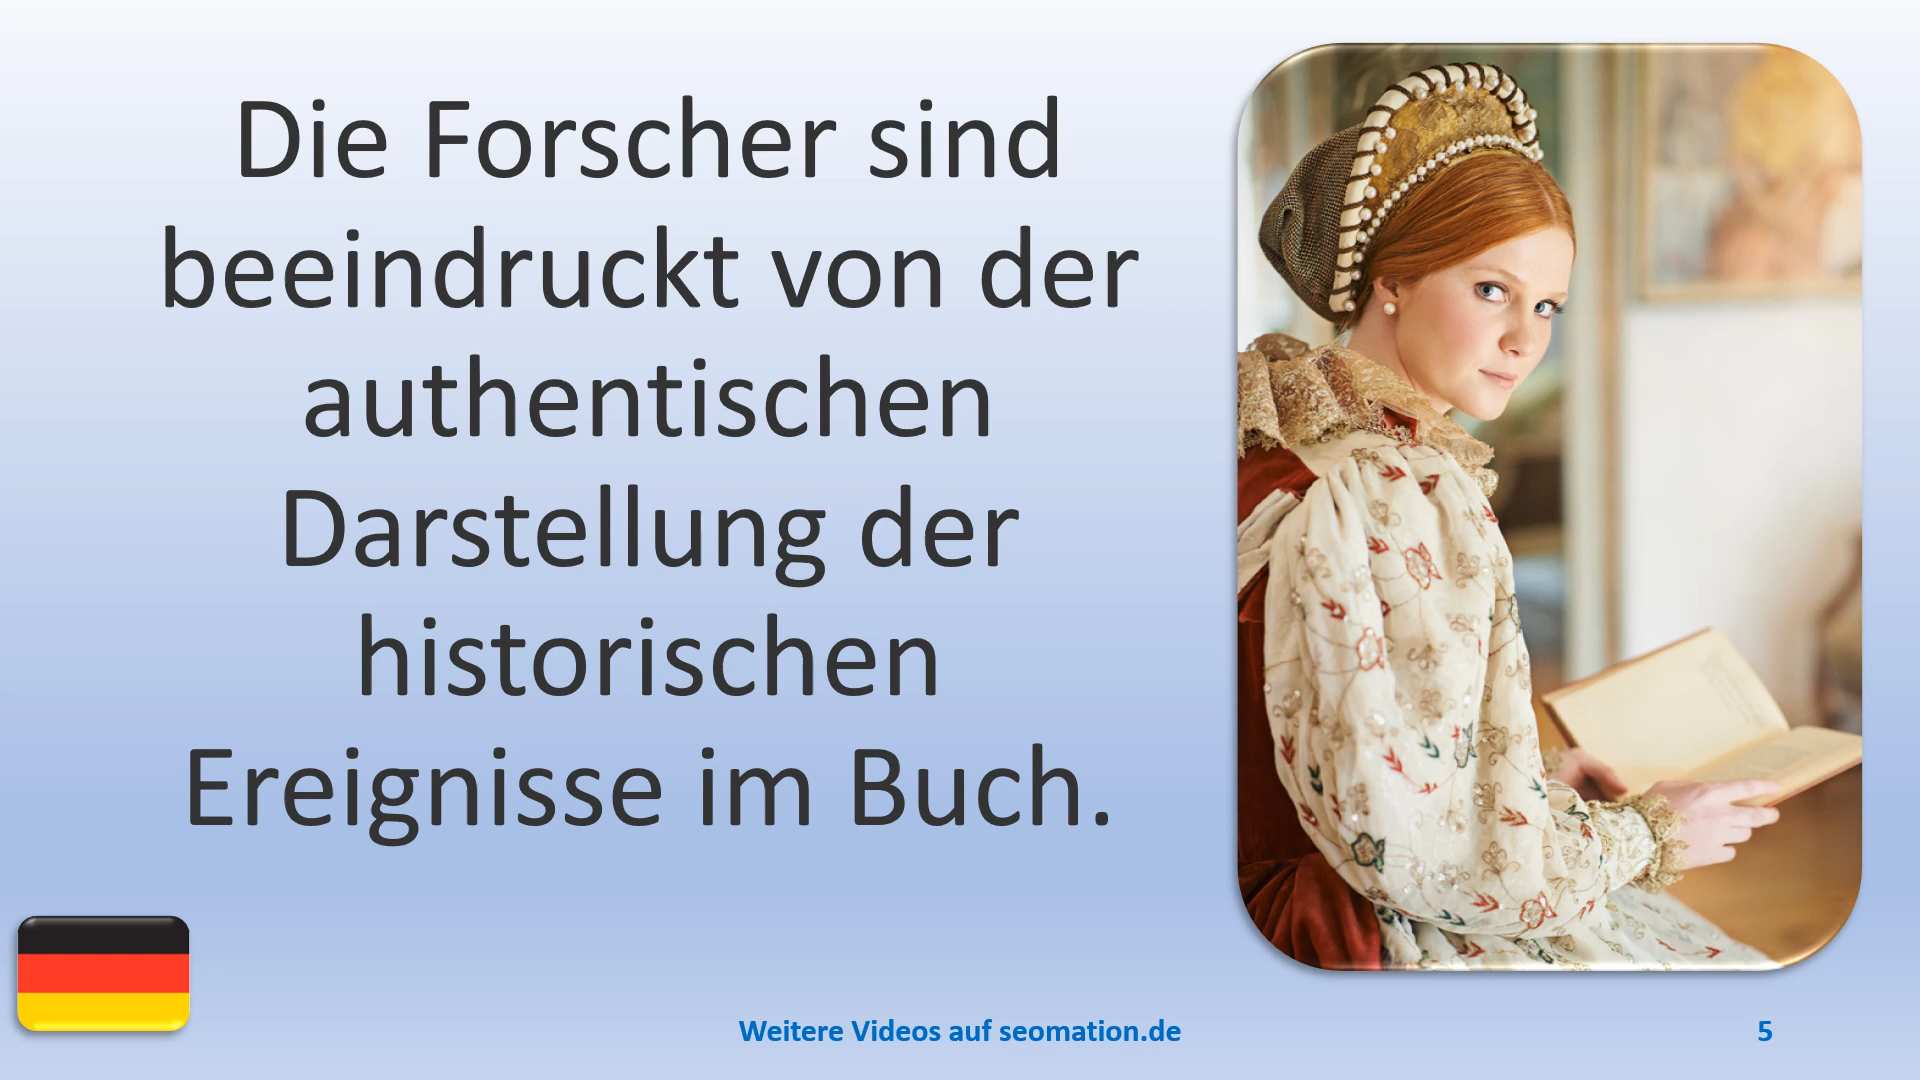 Die Forscher sind
beeindruckt von der
authentischen
Darstellung der
historischen
Ereignisse im Buch.
Weitere Videos auf seomation.de
5